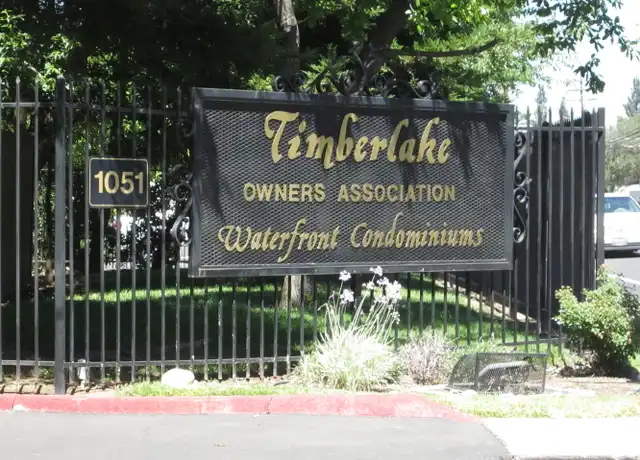 1051
Timberlake
OWNERS ASSOCIATION
Waterfront Condominiums